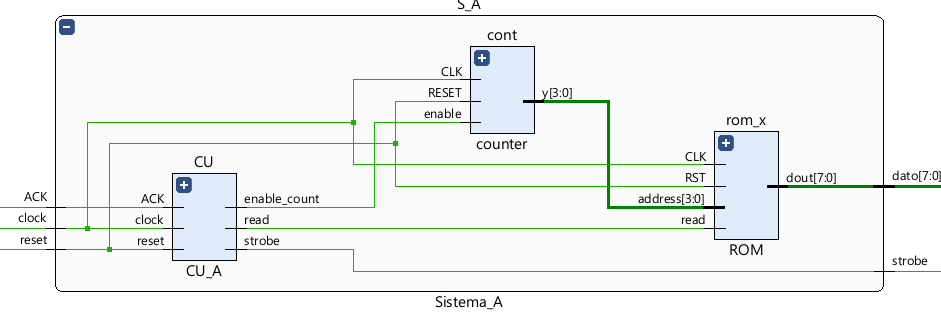 S_A
cont
CLK
RESET
enable
y[3:0]
counter
rom_x
CLK
RST
address[3:0]
read
dout[7:0]
ROM
dato[7:0]
CU
ACK
ACK
enable_count
clock
clock
read
reset
reset
strobe
CU_A
strobe
Sistema_A